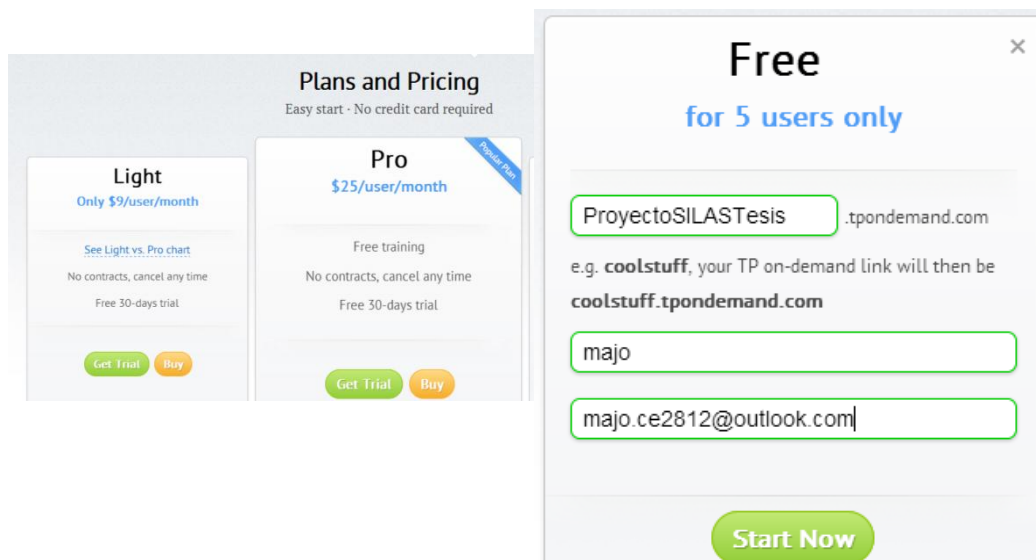 Plans and Pricing
Easy start · No credit card required
Light
Only $9/user/month
See Light vs. Pro chart
No contracts, cancel any time
Free 30-days trial
Get Trial Buy
Popular Plan
Pro
$25/user/month
Free training
No contracts, cancel any time
Free 30-days trial
Get Trial Buy
×
Free
for 5 users only
ProyectoSILASTesis .tpondemand.com
e.g. coolstuff, your TP on-demand link will then be
coolstuff.tpondemand.com
majo
majo.ce2812@outlook.com
Start Now